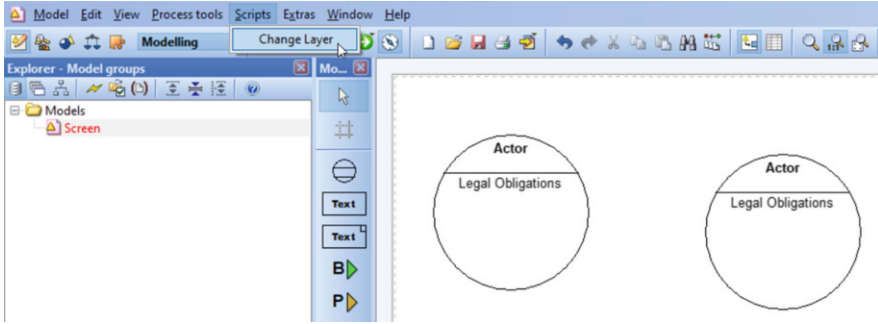 Model Edit View Process tools Scripts Extras Window Help
Modelling
Change Layer
Explorer - Model groups
Mo...
Models
Screen
Text
Text
B
P
Actor
Legal Obligations
Actor
Legal Obligations